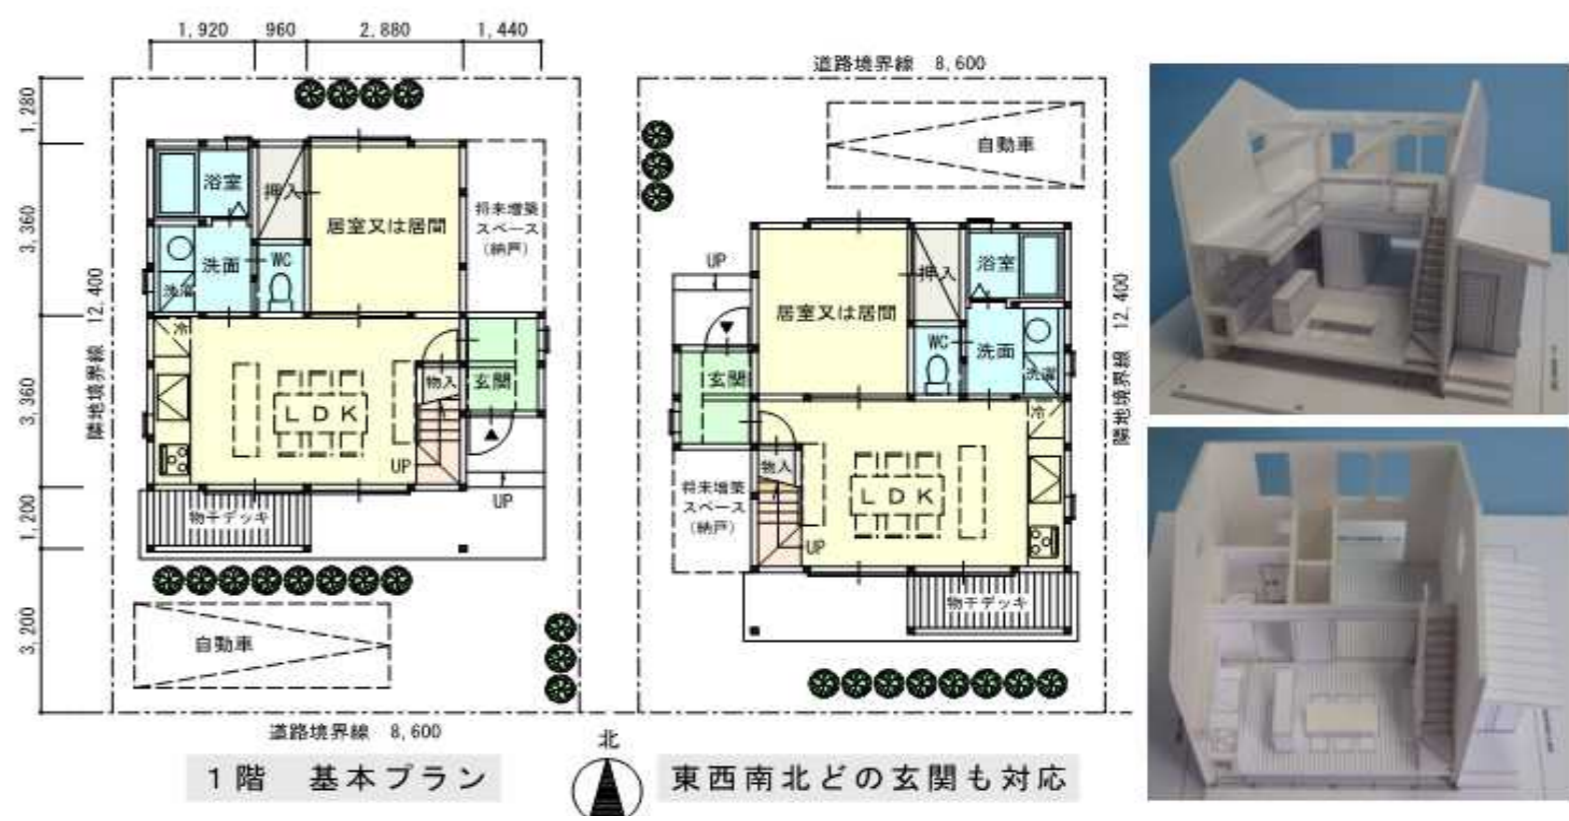 1,920
960
2,880
1,440
1,280
3,360
3,360
1,200
3,200
隣地境界線 12,400
浴室
押入
居室又は居間
将来増築
スペース
(納戸)
洗面
WC
洗濯
冷
物入
玄関
LDK
UP
UP
物干デッキ
自動車
道路境界線 8,600
1階 基本プラン
道路境界線 8,600
自動車
UP
居室又は居間
押入
浴室
WC
洗面
洗濯
玄関
冷
物入
将来増築
スペース
(納戸)
LDK
UP
物干デッキ
隣地境界線 12,400
北
東西南北どの玄関も対応